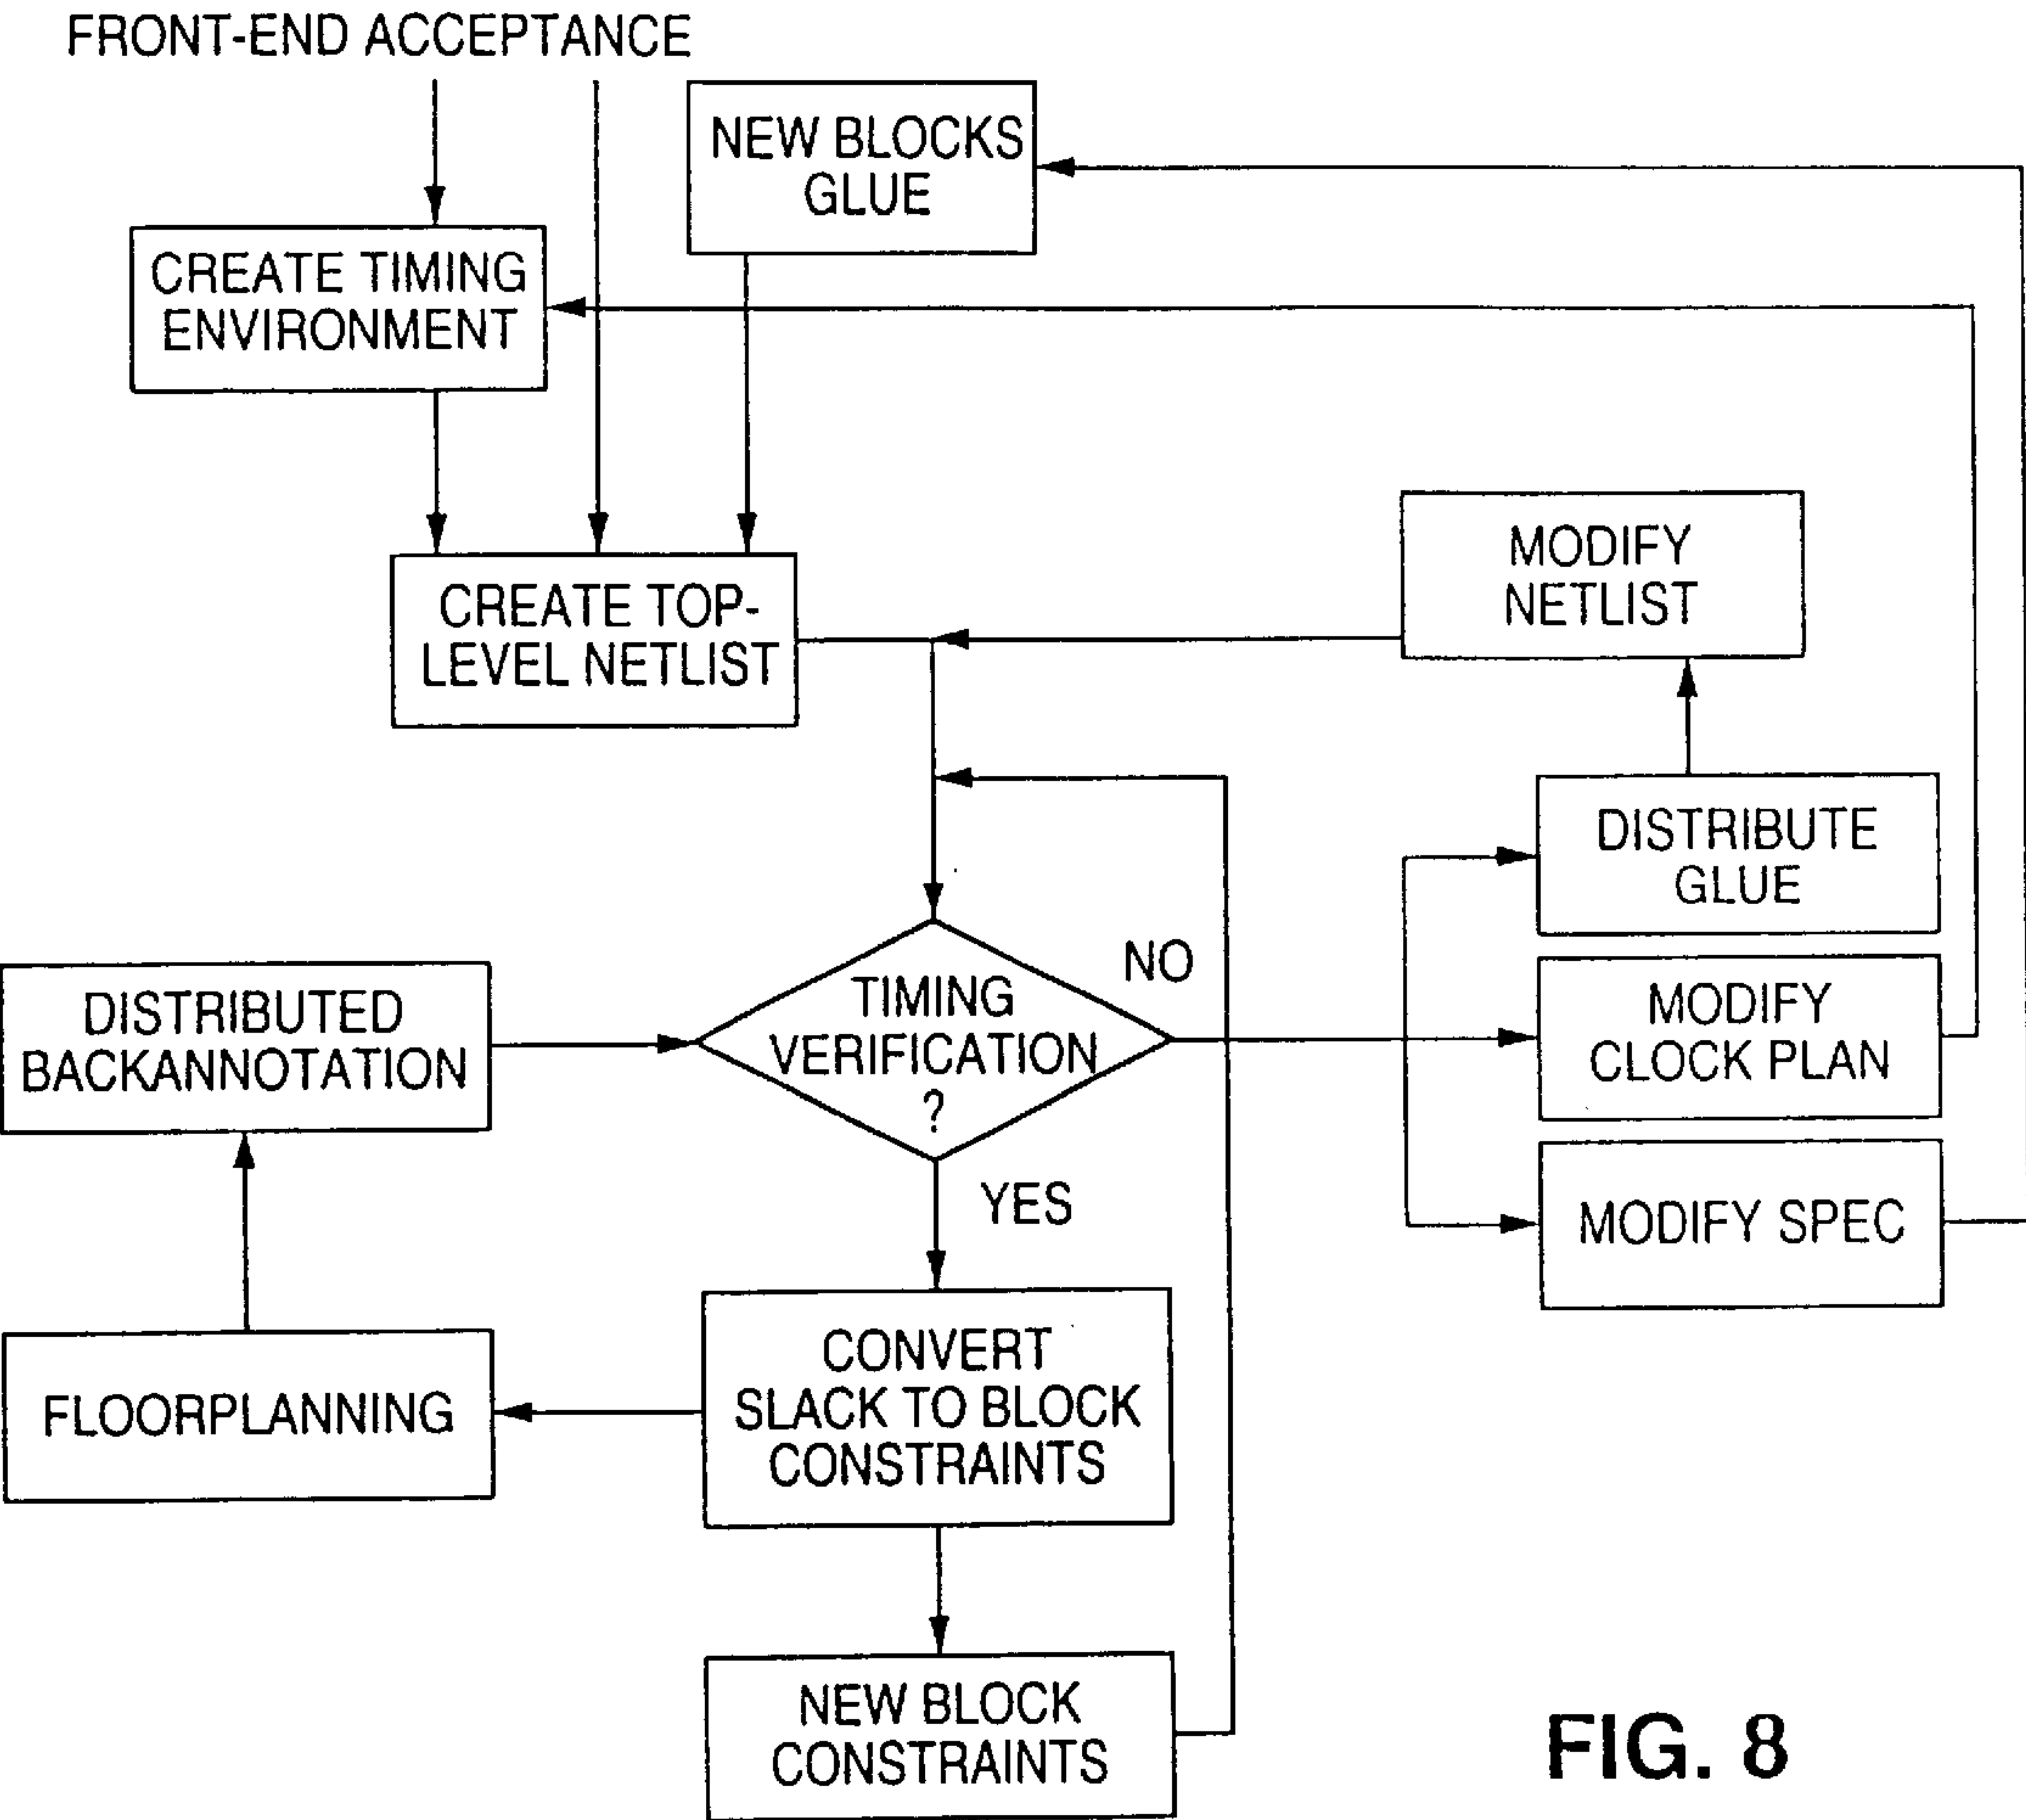 FRONT-END ACCEPTANCE
NEW BLOCKS
GLUE
CREATE TIMING
ENVIRONMENT
CREATE TOP-
LEVEL NETLIST
MODIFY
NETLIST
DISTRIBUTE
GLUE
NO
DISTRIBUTED
BACKANNOTATION
TIMING
VERIFICATION
?
MODIFY
CLOCK PLAN
YES
MODIFY SPEC
FLOORPLANNING
CONVERT
SLACK TO BLOCK
CONSTRAINTS
NEW BLOCK
CONSTRAINTS
FIG. 8